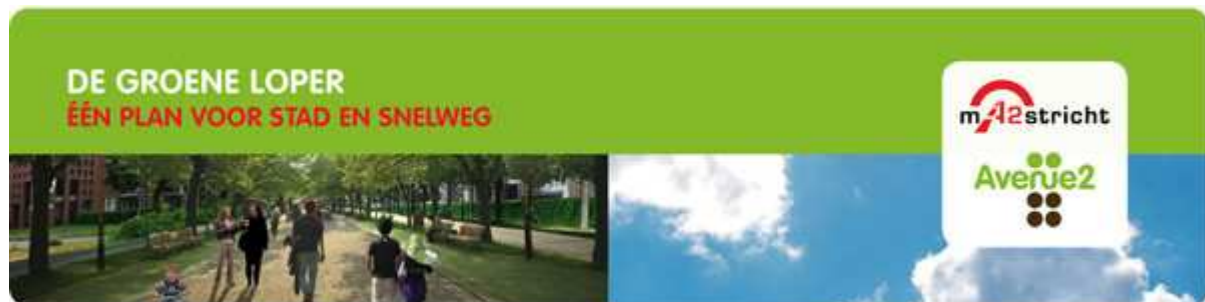 DE GROENE LOPER
ÉÉN PLAN VOOR STAD EN SNELWEG
mA2stricht
Avenue2